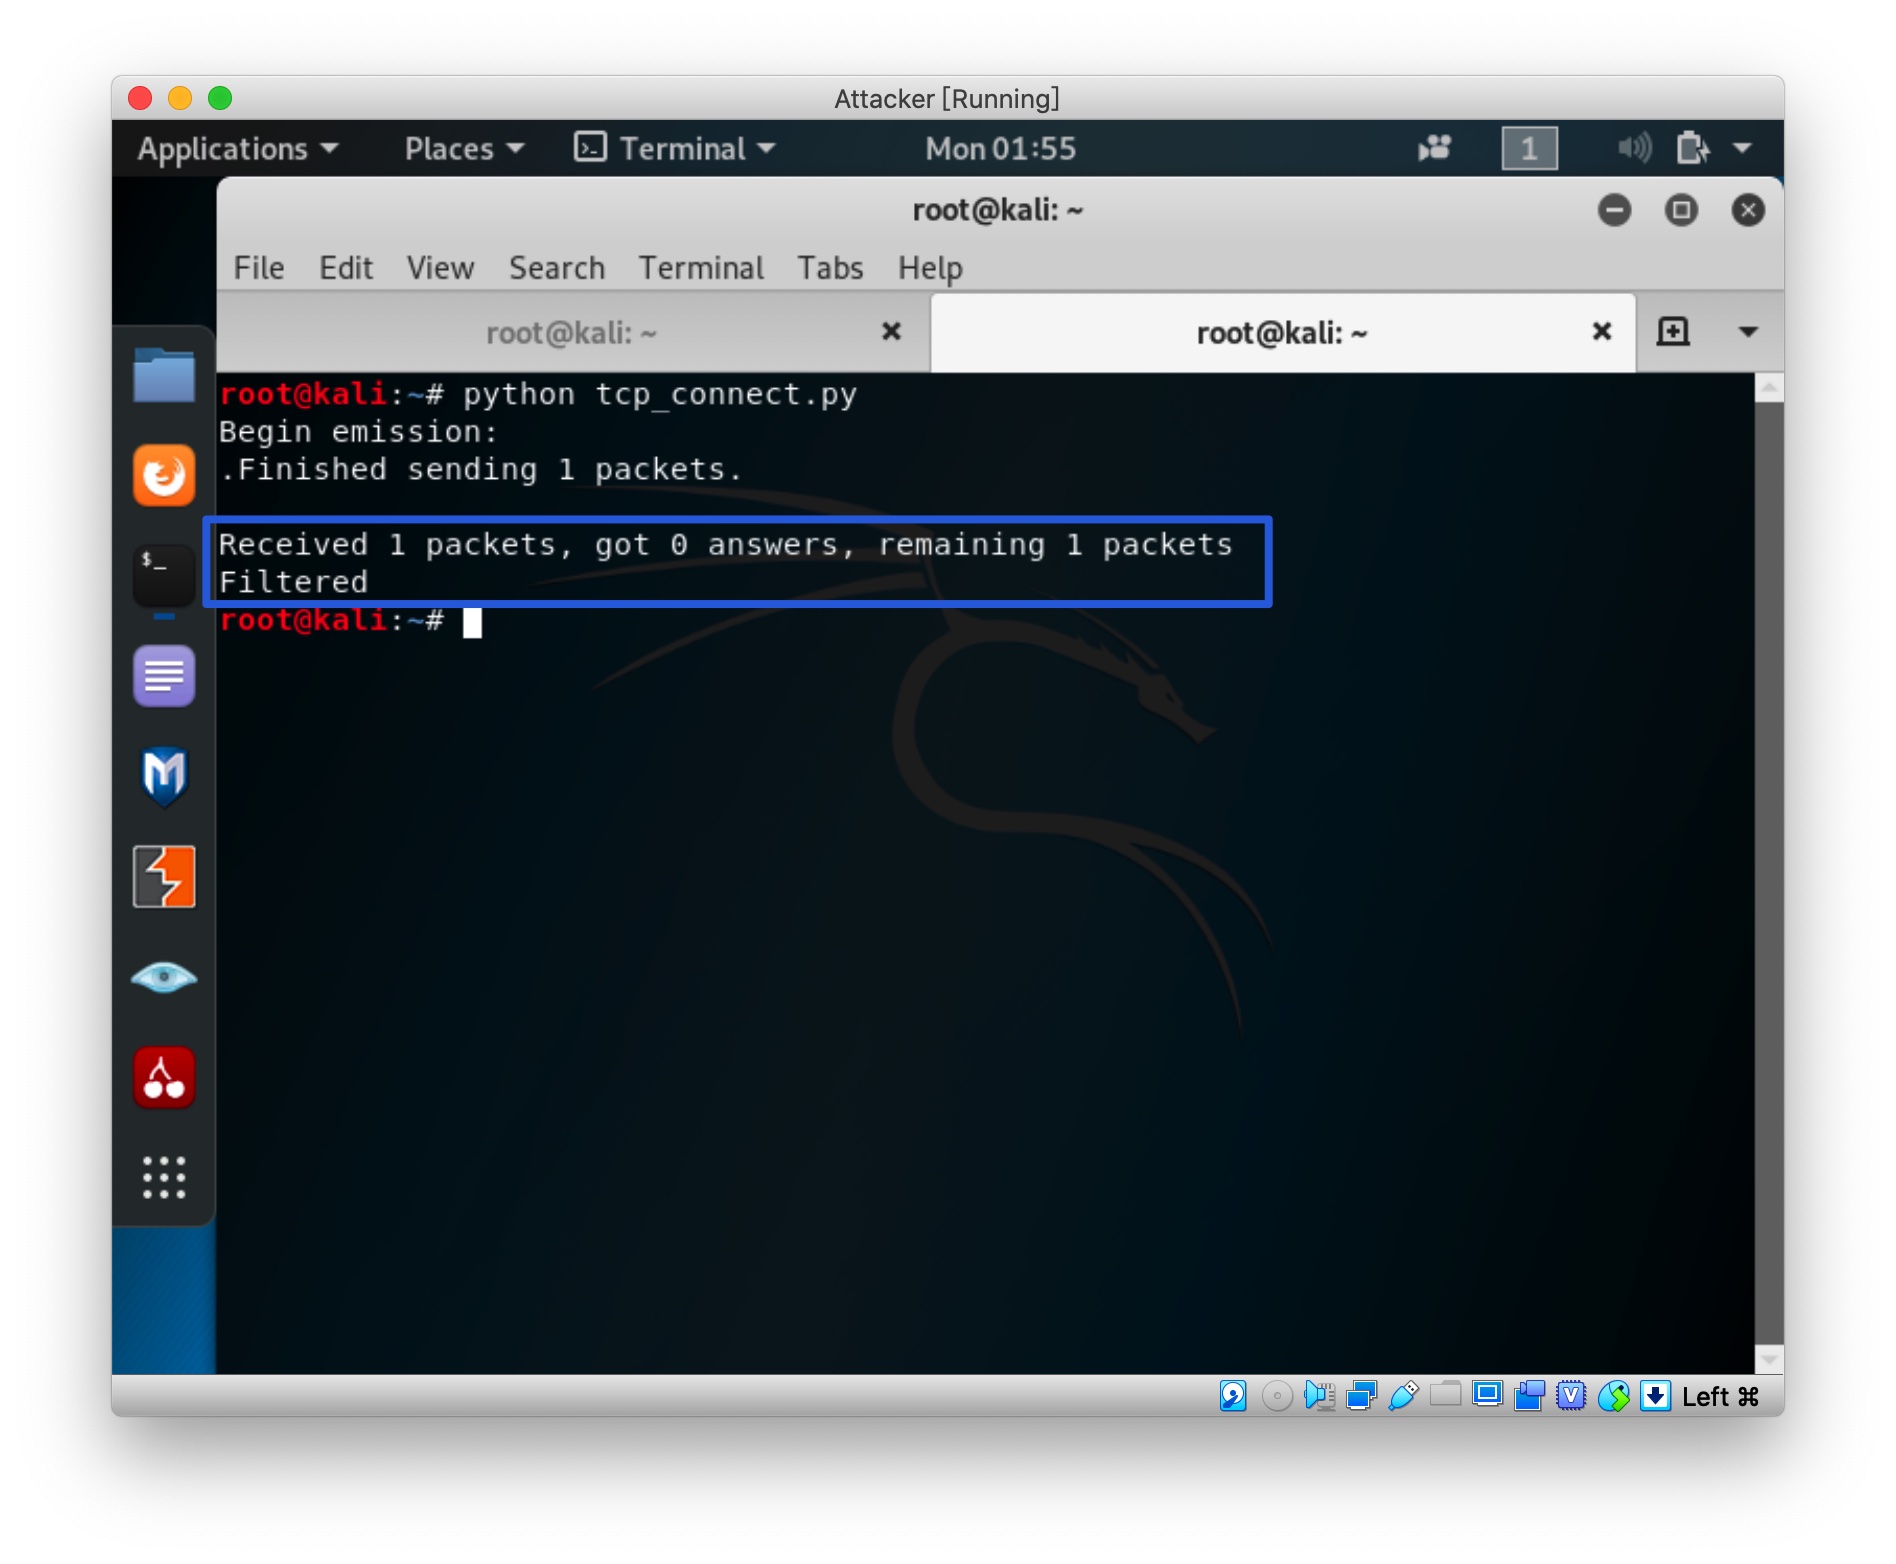 Attacker [Running]
Applications Places Terminal Mon 01:55 1
root@kali: ~
File Edit View Search Terminal Tabs Help
root@kali: ~ root@kali: ~
root@kali:~# python tcp_connect.py
Begin emission:
.Finished sending 1 packets.
Received 1 packets, got 0 answers, remaining 1 packets
Filtered
root@kali:~#
$_
Left ⌘